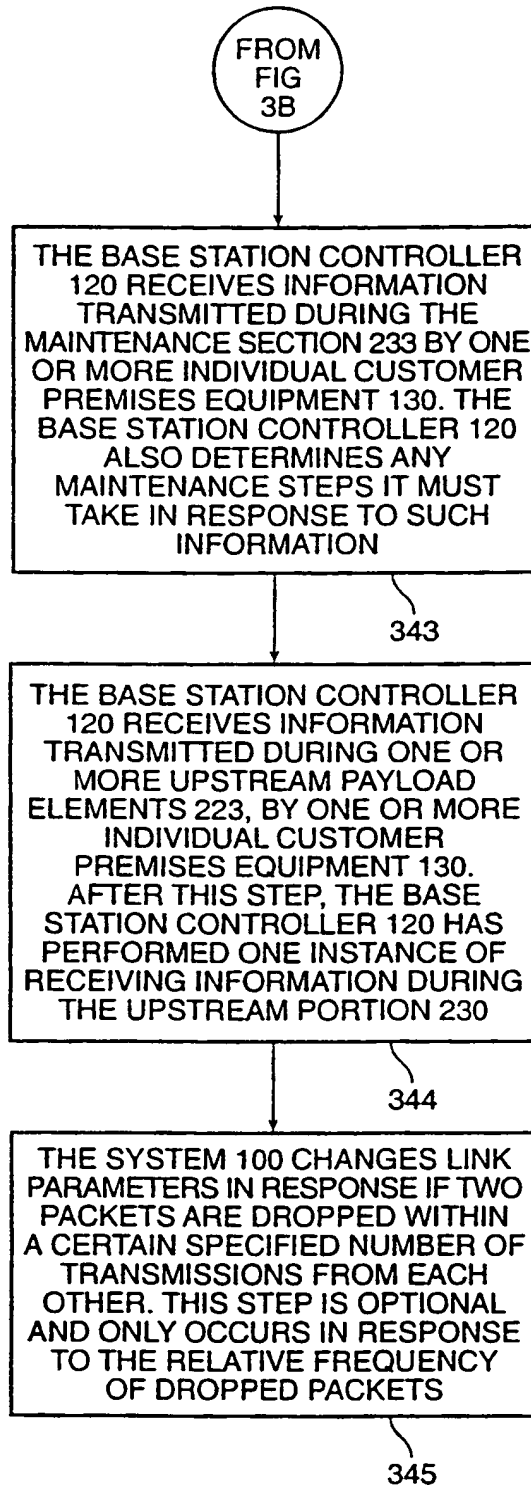 FROM
FIG
3B
THE BASE STATION CONTROLLER
120 RECEIVES INFORMATION
TRANSMITTED DURING THE
MAINTENANCE SECTION 233 BY ONE
OR MORE INDIVIDUAL CUSTOMER
PREMISES EQUIPMENT 130. THE
BASE STATION CONTROLLER 120
ALSO DETERMINES ANY
MAINTENANCE STEPS IT MUST
TAKE IN RESPONSE TO SUCH
INFORMATION
343
THE BASE STATION CONTROLLER
120 RECEIVES INFORMATION
TRANSMITTED DURING ONE OR
MORE UPSTREAM PAYLOAD
ELEMENTS 223, BY ONE OR MORE
INDIVIDUAL CUSTOMER
PREMISES EQUIPMENT 130.
AFTER THIS STEP, THE BASE
STATION CONTROLLER 120 HAS
PERFORMED ONE INSTANCE OF
RECEIVING INFORMATION DURING
THE UPSTREAM PORTION 230
344
THE SYSTEM 100 CHANGES LINK
PARAMETERS IN RESPONSE IF TWO
PACKETS ARE DROPPED WITHIN
A CERTAIN SPECIFIED NUMBER OF
TRANSMISSIONS FROM EACH
OTHER. THIS STEP IS OPTIONAL
AND ONLY OCCURS IN RESPONSE
TO THE RELATIVE FREQUENCY
OF DROPPED PACKETS
345